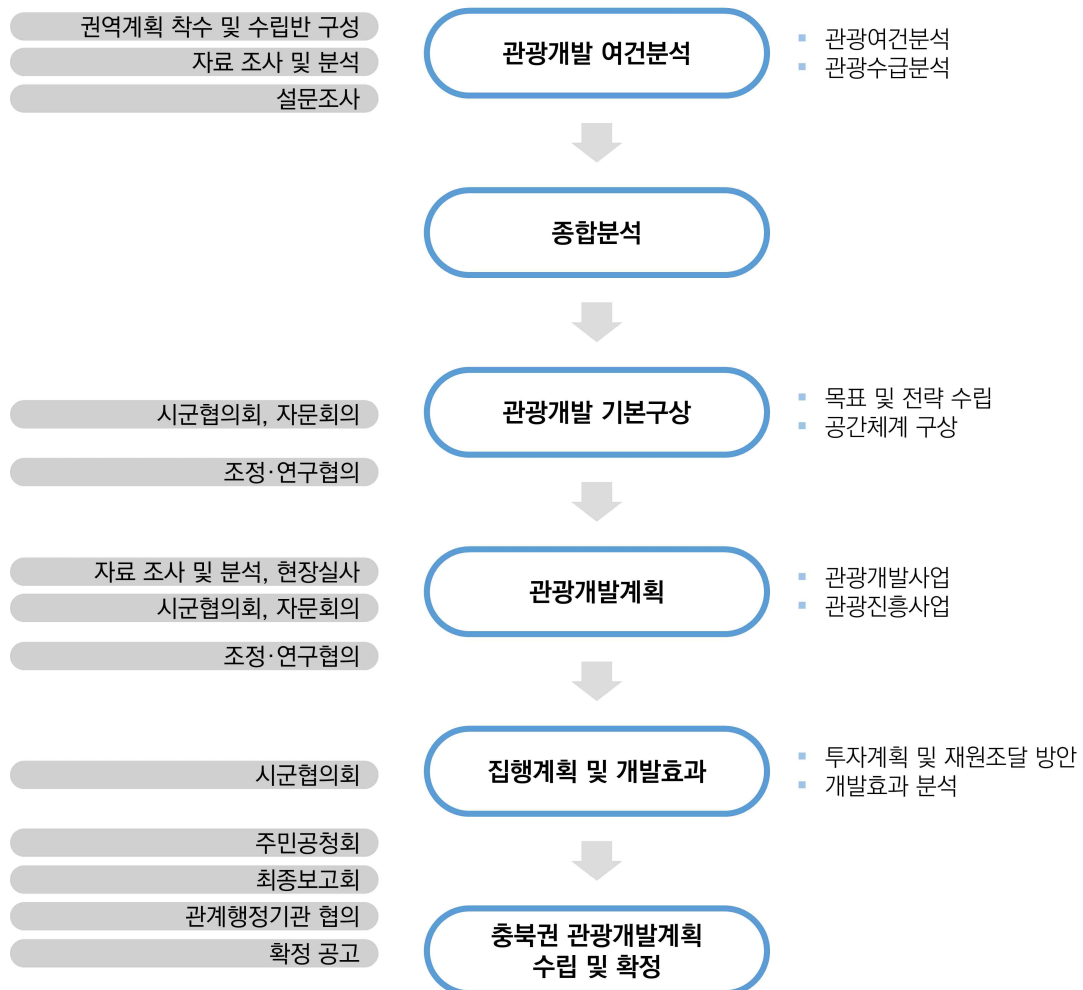 권역계획 착수 및 수립반 구성
자료 조사 및 분석
설문조사
관광개발 여건분석
▪ 관광여건분석
▪ 관광수급분석
종합분석
시군협의회, 자문회의
조정·연구협의
관광개발 기본구상
▪ 목표 및 전략 수립
▪ 공간체계 구상
자료 조사 및 분석, 현장실사
시군협의회, 자문회의
조정·연구협의
관광개발계획
▪ 관광개발사업
▪ 관광진흥사업
시군협의회
집행계획 및 개발효과
▪ 투자계획 및 재원조달 방안
▪ 개발효과 분석
주민공청회
최종보고회
관계행정기관 협의
확정 공고
충북권 관광개발계획
수립 및 확정